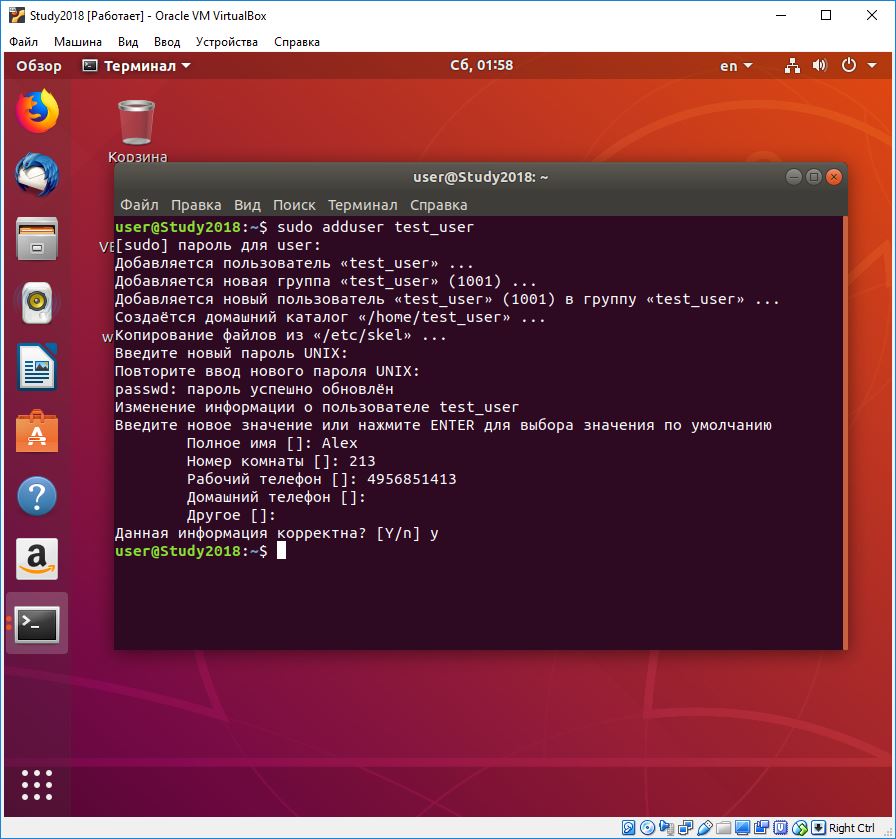 Study2018 [Работает] - Oracle VM VirtualBox
Файл Машина Вид Ввод Устройства Справка
Обзор Терминал Сб, 01:58 en
Корзина
user@Study2018: ~
Файл Правка Вид Поиск Терминал Справка
user@Study2018:~$ sudo adduser test_user
[sudo] пароль для user:
Добавляется пользователь «test_user» ...
Добавляется новая группа «test_user» (1001) ...
Добавляется новый пользователь «test_user» (1001) в группу «test_user» ...
Создаётся домашний каталог «/home/test_user» ...
Копирование файлов из «/etc/skel» ...
Введите новый пароль UNIX:
Повторите ввод нового пароля UNIX:
passwd: пароль успешно обновлён
Изменение информации о пользователе test_user
Введите новое значение или нажмите ENTER для выбора значения по умолчанию
Полное имя []: Alex
Номер комнаты []: 213
Рабочий телефон []: 4956851413
Домашний телефон []:
Другое []:
Данная информация корректна? [Y/n] y
user@Study2018:~$
Right Ctrl